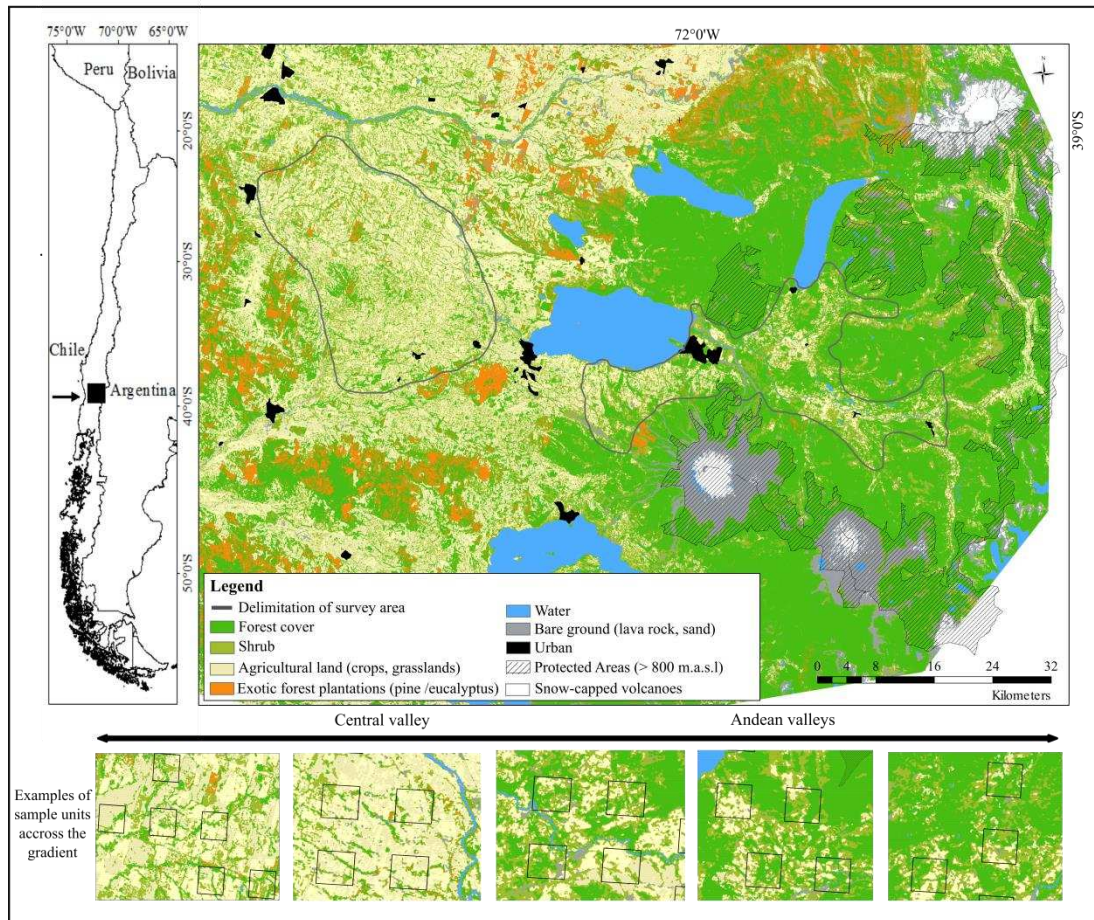 75°0'W 70°0'W 65°0'W
Peru
Bolivia
20°0'S
30°0'S
Chile
Argentina
40°0'S
50°0'S
72°0'W
N
39°0'S
Legend
Delimitation of survey area
Forest cover
Shrub
Agricultural land (crops, grasslands)
Exotic forest plantations (pine /eucalyptus)
Water
Bare ground (lava rock, sand)
Urban
Protected Areas (> 800 m.a.s.l)
Snow-capped volcanoes
0 4 8 16 24 32
Kilometers
Central valley
Andean valleys
Examples of
sample units
accross the
gradient